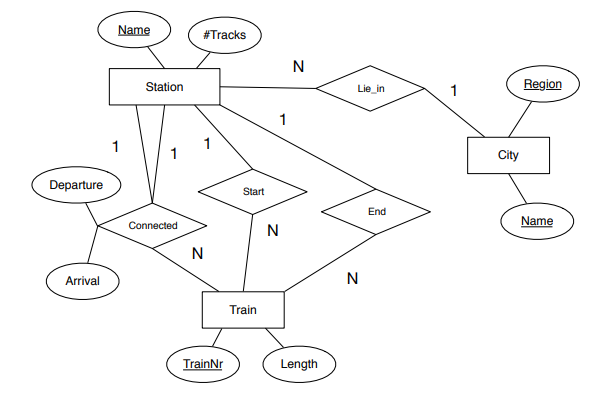 Name
#Tracks
Station
N
Lie_in
1
Region
City
Name
1
1
1
1
Departure
Arrival
Connected
Start
End
N
N
N
Train
TrainNr
Length